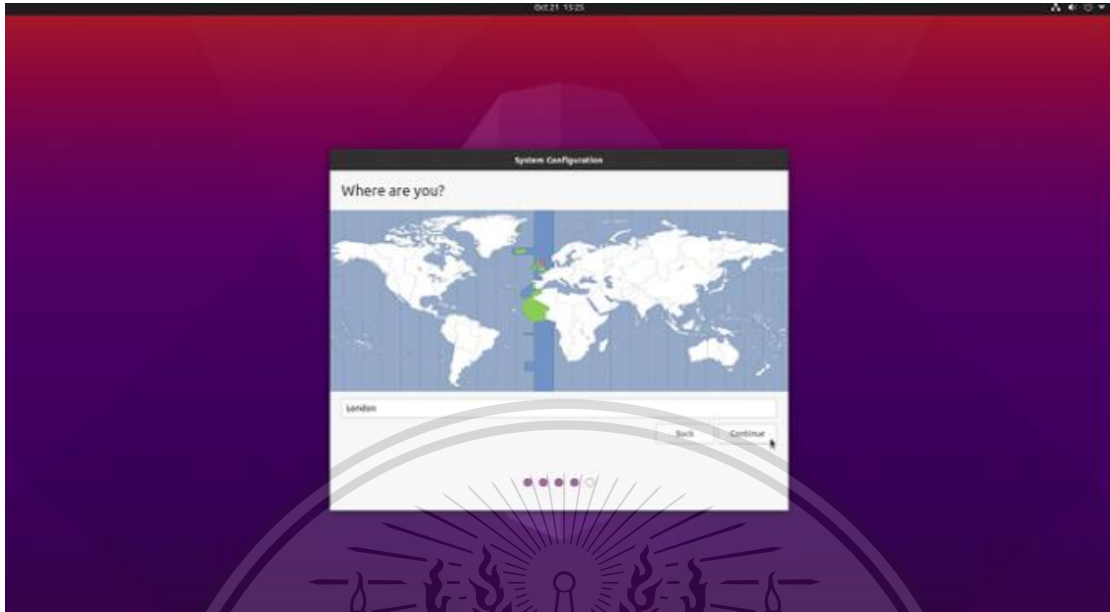 Oct 21 15:25
System Configuration
Where are you?
London
Back
Continue